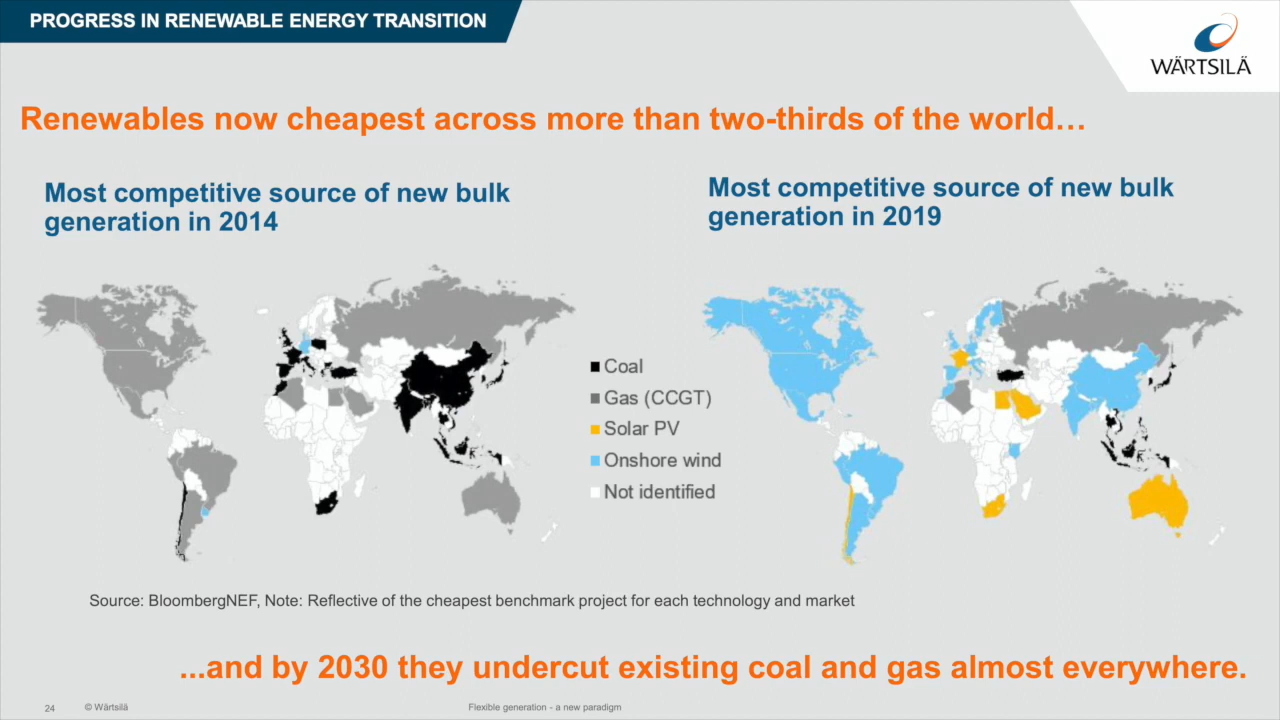 PROGRESS IN RENEWABLE ENERGY TRANSITION
WÄRTSILÄ
Renewables now cheapest across more than two-thirds of the world…
Most competitive source of new bulk
generation in 2014
Most competitive source of new bulk
generation in 2019
Coal
Gas (CCGT)
Solar PV
Onshore wind
Not identified
Source: BloombergNEF, Note: Reflective of the cheapest benchmark project for each technology and market
...and by 2030 they undercut existing coal and gas almost everywhere.
24 © Wärtsilä Flexible generation - a new paradigm